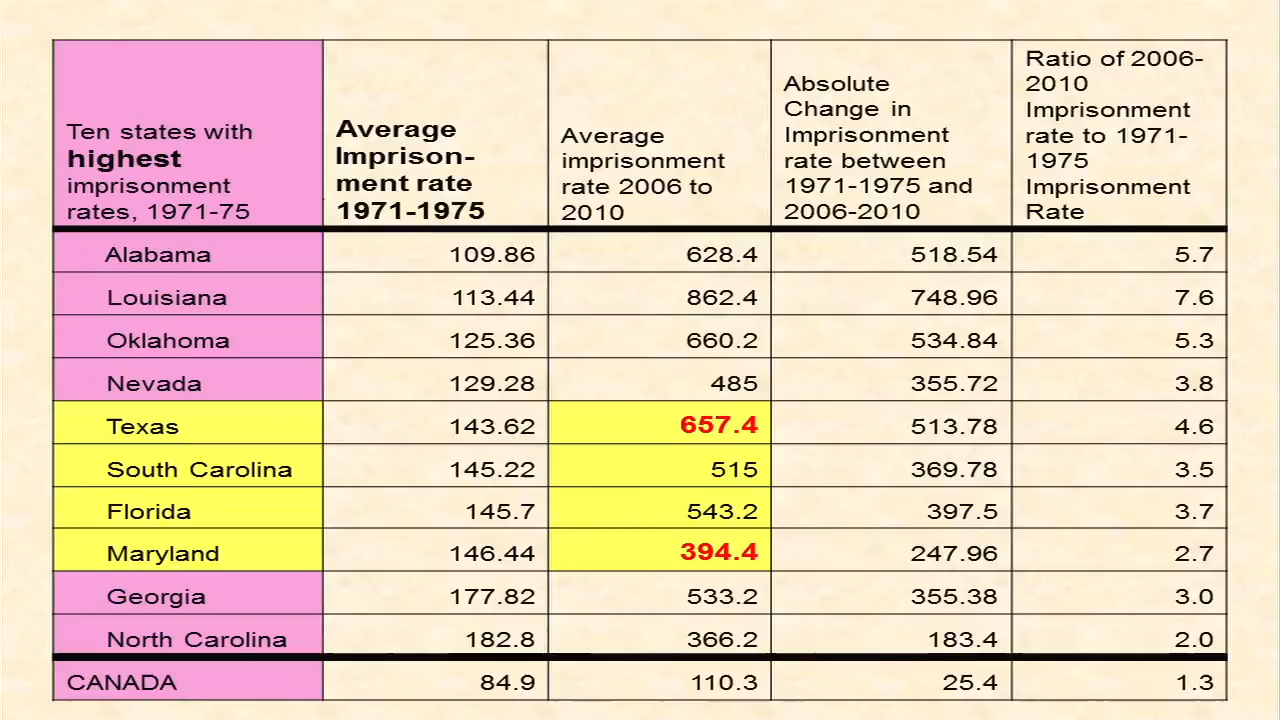 Ten states with
highest
imprisonment
rates, 1971-75
Average
Imprison-
ment rate
1971-1975
Average
imprisonment
rate 2006 to
2010
Absolute
Change in
Imprisonment
rate between
1971-1975 and
2006-2010
Ratio of 2006-
2010
Imprisonment
rate to 1971-
1975
Imprisonment
Rate
Alabama 109.86 628.4 518.54 5.7
Louisiana 113.44 862.4 748.96 7.6
Oklahoma 125.36 660.2 534.84 5.3
Nevada 129.28 485 355.72 3.8
Texas 143.62 657.4 513.78 4.6
South Carolina 145.22 515 369.78 3.5
Florida 145.7 543.2 397.5 3.7
Maryland 146.44 394.4 247.96 2.7
Georgia 177.82 533.2 355.38 3.0
North Carolina 182.8 366.2 183.4 2.0
CANADA 84.9 110.3 25.4 1.3